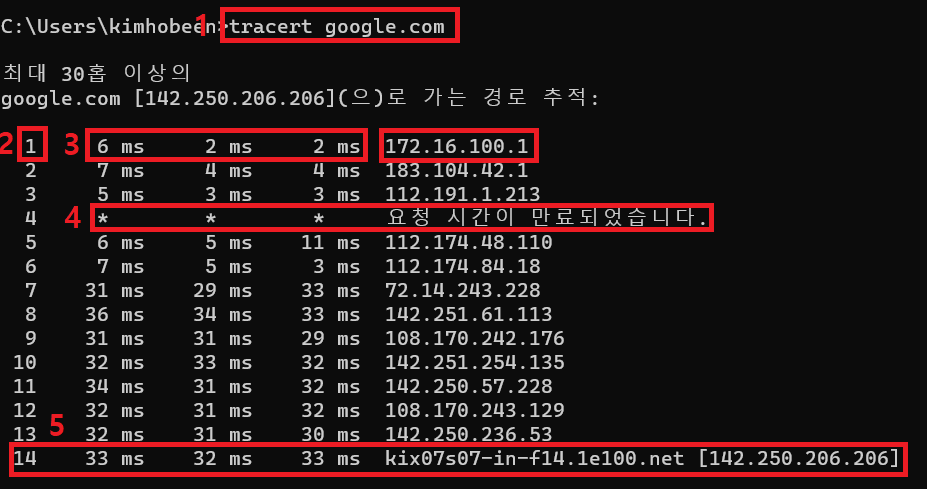 C:\Users\kimhobeen>tracert google.com 1
최대 30홉 이상의
google.com [142.250.206.206](으)로 가는 경로 추적:
2 1 3 6 ms 2 ms 2 ms 172.16.100.1
2 7 ms 4 ms 4 ms 183.104.42.1
3 5 ms 3 ms 3 ms 112.191.1.213
4 4 * * * 요청 시간이 만료되었습니다.
5 6 ms 5 ms 11 ms 112.174.48.110
6 7 ms 5 ms 3 ms 112.174.84.18
7 31 ms 29 ms 33 ms 72.14.243.228
8 36 ms 34 ms 33 ms 142.251.61.113
9 31 ms 31 ms 29 ms 108.170.242.176
10 32 ms 33 ms 32 ms 142.251.254.135
11 34 ms 31 ms 32 ms 142.250.57.228
12 32 ms 31 ms 32 ms 108.170.243.129
5
13 32 ms 31 ms 30 ms 142.250.236.53
14 33 ms 32 ms 33 ms kix07s07-in-f14.1e100.net [142.250.206.206]